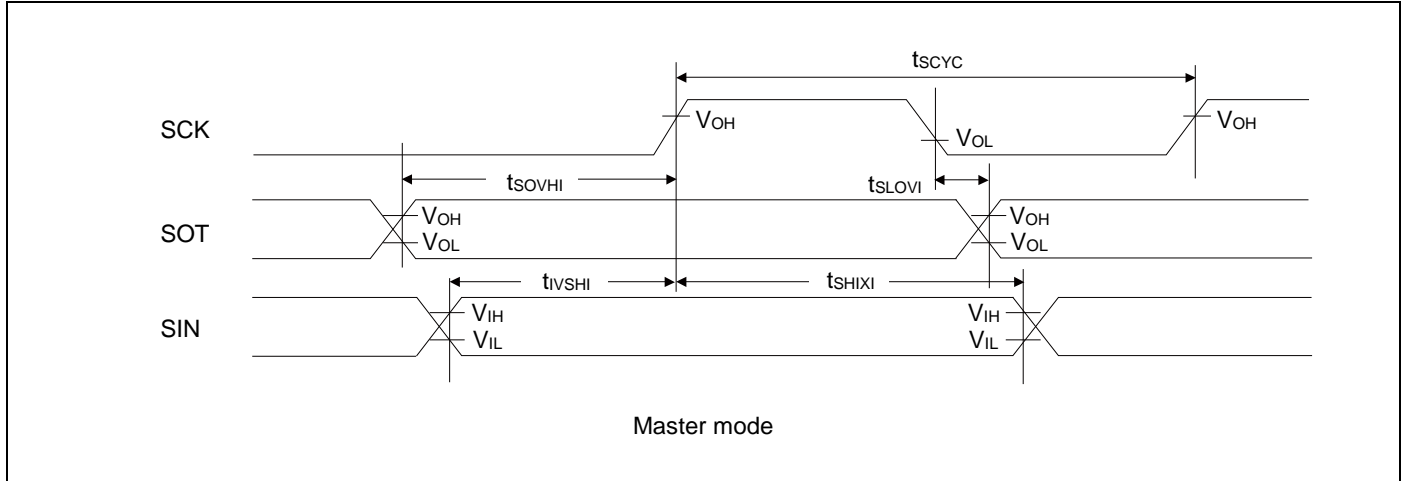 tSCYC
SCK
VOH
VOL
VOH
tSOVHI
tSLOVI
SOT
VOH
VOL
VOH
VOL
tIVSHI
tSHIXI
SIN
VIH
VIL
VIH
VIL
Master mode